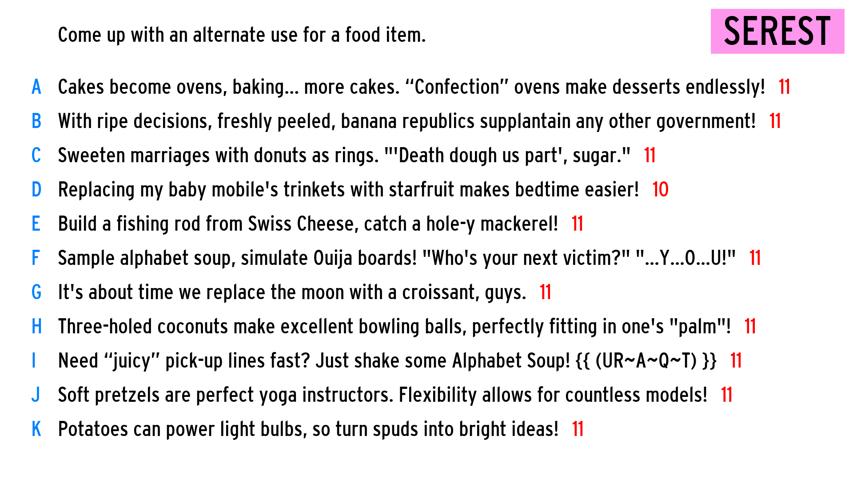 Come up with an alternate use for a food item.
SEREST
A Cakes become ovens, baking... more cakes. “Confection” ovens make desserts endlessly! 11
B With ripe decisions, freshly peeled, banana republics supplantain any other government! 11
C Sweeten marriages with donuts as rings. "'Death dough us part', sugar." 11
D Replacing my baby mobile's trinkets with starfruit makes bedtime easier! 10
E Build a fishing rod from Swiss Cheese, catch a hole-y mackerel! 11
F Sample alphabet soup, simulate Ouija boards! "Who's your next victim?" "...Y...O...U!" 11
G It's about time we replace the moon with a croissant, guys. 11
H Three-holed coconuts make excellent bowling balls, perfectly fitting in one's "palm"! 11
I Need “juicy” pick-up lines fast? Just shake some Alphabet Soup! {{ (UR~A~Q~T) }} 11
J Soft pretzels are perfect yoga instructors. Flexibility allows for countless models! 11
K Potatoes can power light bulbs, so turn spuds into bright ideas! 11